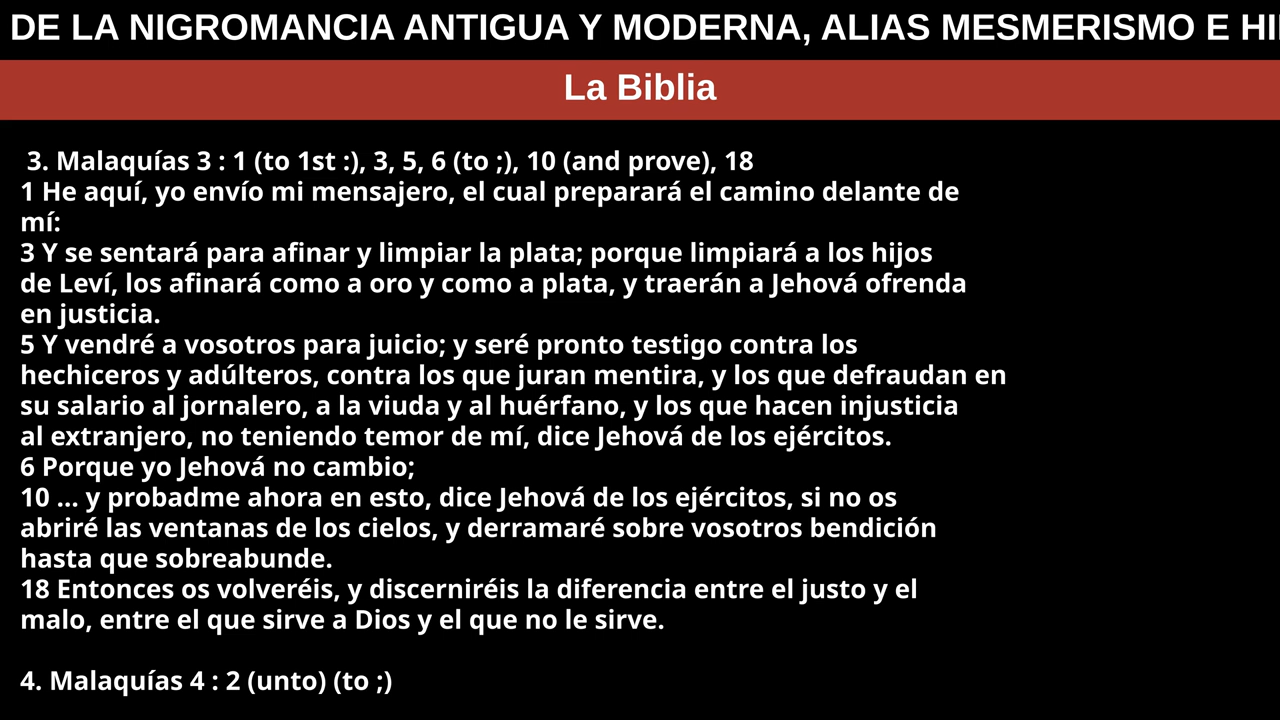 DE LA NIGROMANCIA ANTIGUA Y MODERNA, ALIAS MESMERISMO E
La Biblia
3. Malaquías 3 : 1 (to 1st :), 3, 5, 6 (to ;), 10 (and prove), 18
1 He aquí, yo envío mi mensajero, el cual preparará el camino delante de
mí:
3 Y se sentará para afinar y limpiar la plata; porque limpiará a los hijos
de Leví, los afinará como a oro y como a plata, y traerán a Jehová ofrenda
en justicia.
5 Y vendré a vosotros para juicio; y seré pronto testigo contra los
hechiceros y adúlteros, contra los que juran mentira, y los que defraudan en
su salario al jornalero, a la viuda y al huérfano, y los que hacen injusticia
al extranjero, no teniendo temor de mí, dice Jehová de los ejércitos.
6 Porque yo Jehová no cambio;
10 ... y probadme ahora en esto, dice Jehová de los ejércitos, si no os
abriré las ventanas de los cielos, y derramaré sobre vosotros bendición
hasta que sobreabunde.
18 Entonces os volveréis, y discerniréis la diferencia entre el justo y el
malo, entre el que sirve a Dios y el que no le sirve.
4. Malaquías 4 : 2 (unto) (to ;)